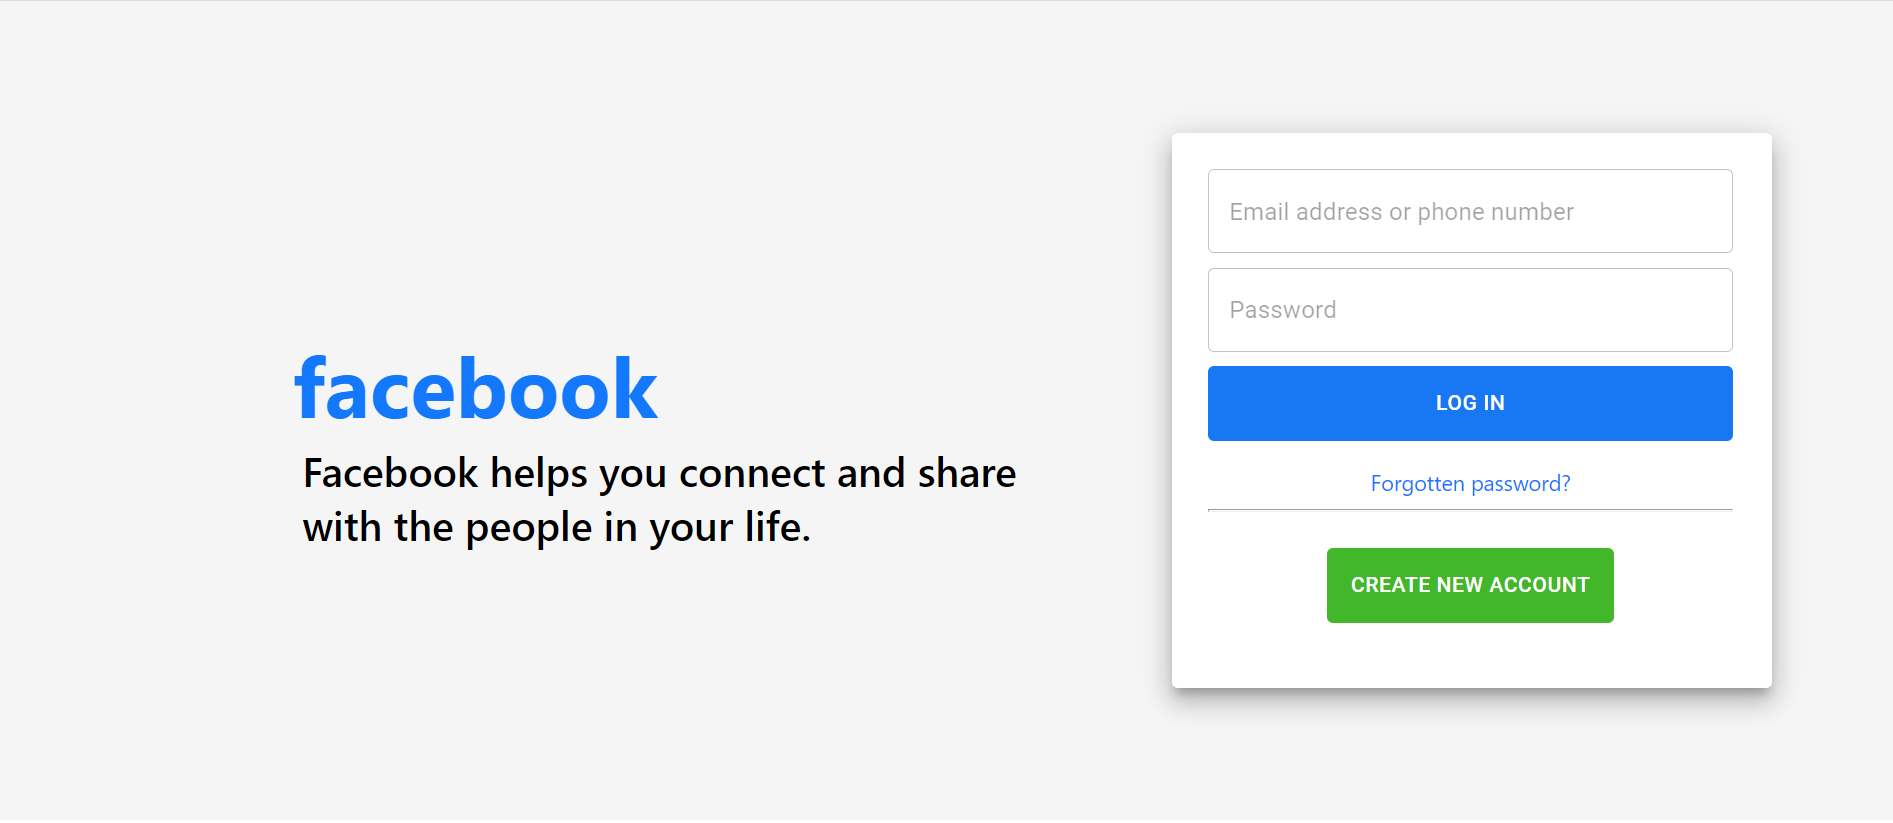 facebook
Facebook helps you connect and share
with the people in your life.
Email address or phone number
Password
LOG IN
Forgotten password?
CREATE NEW ACCOUNT